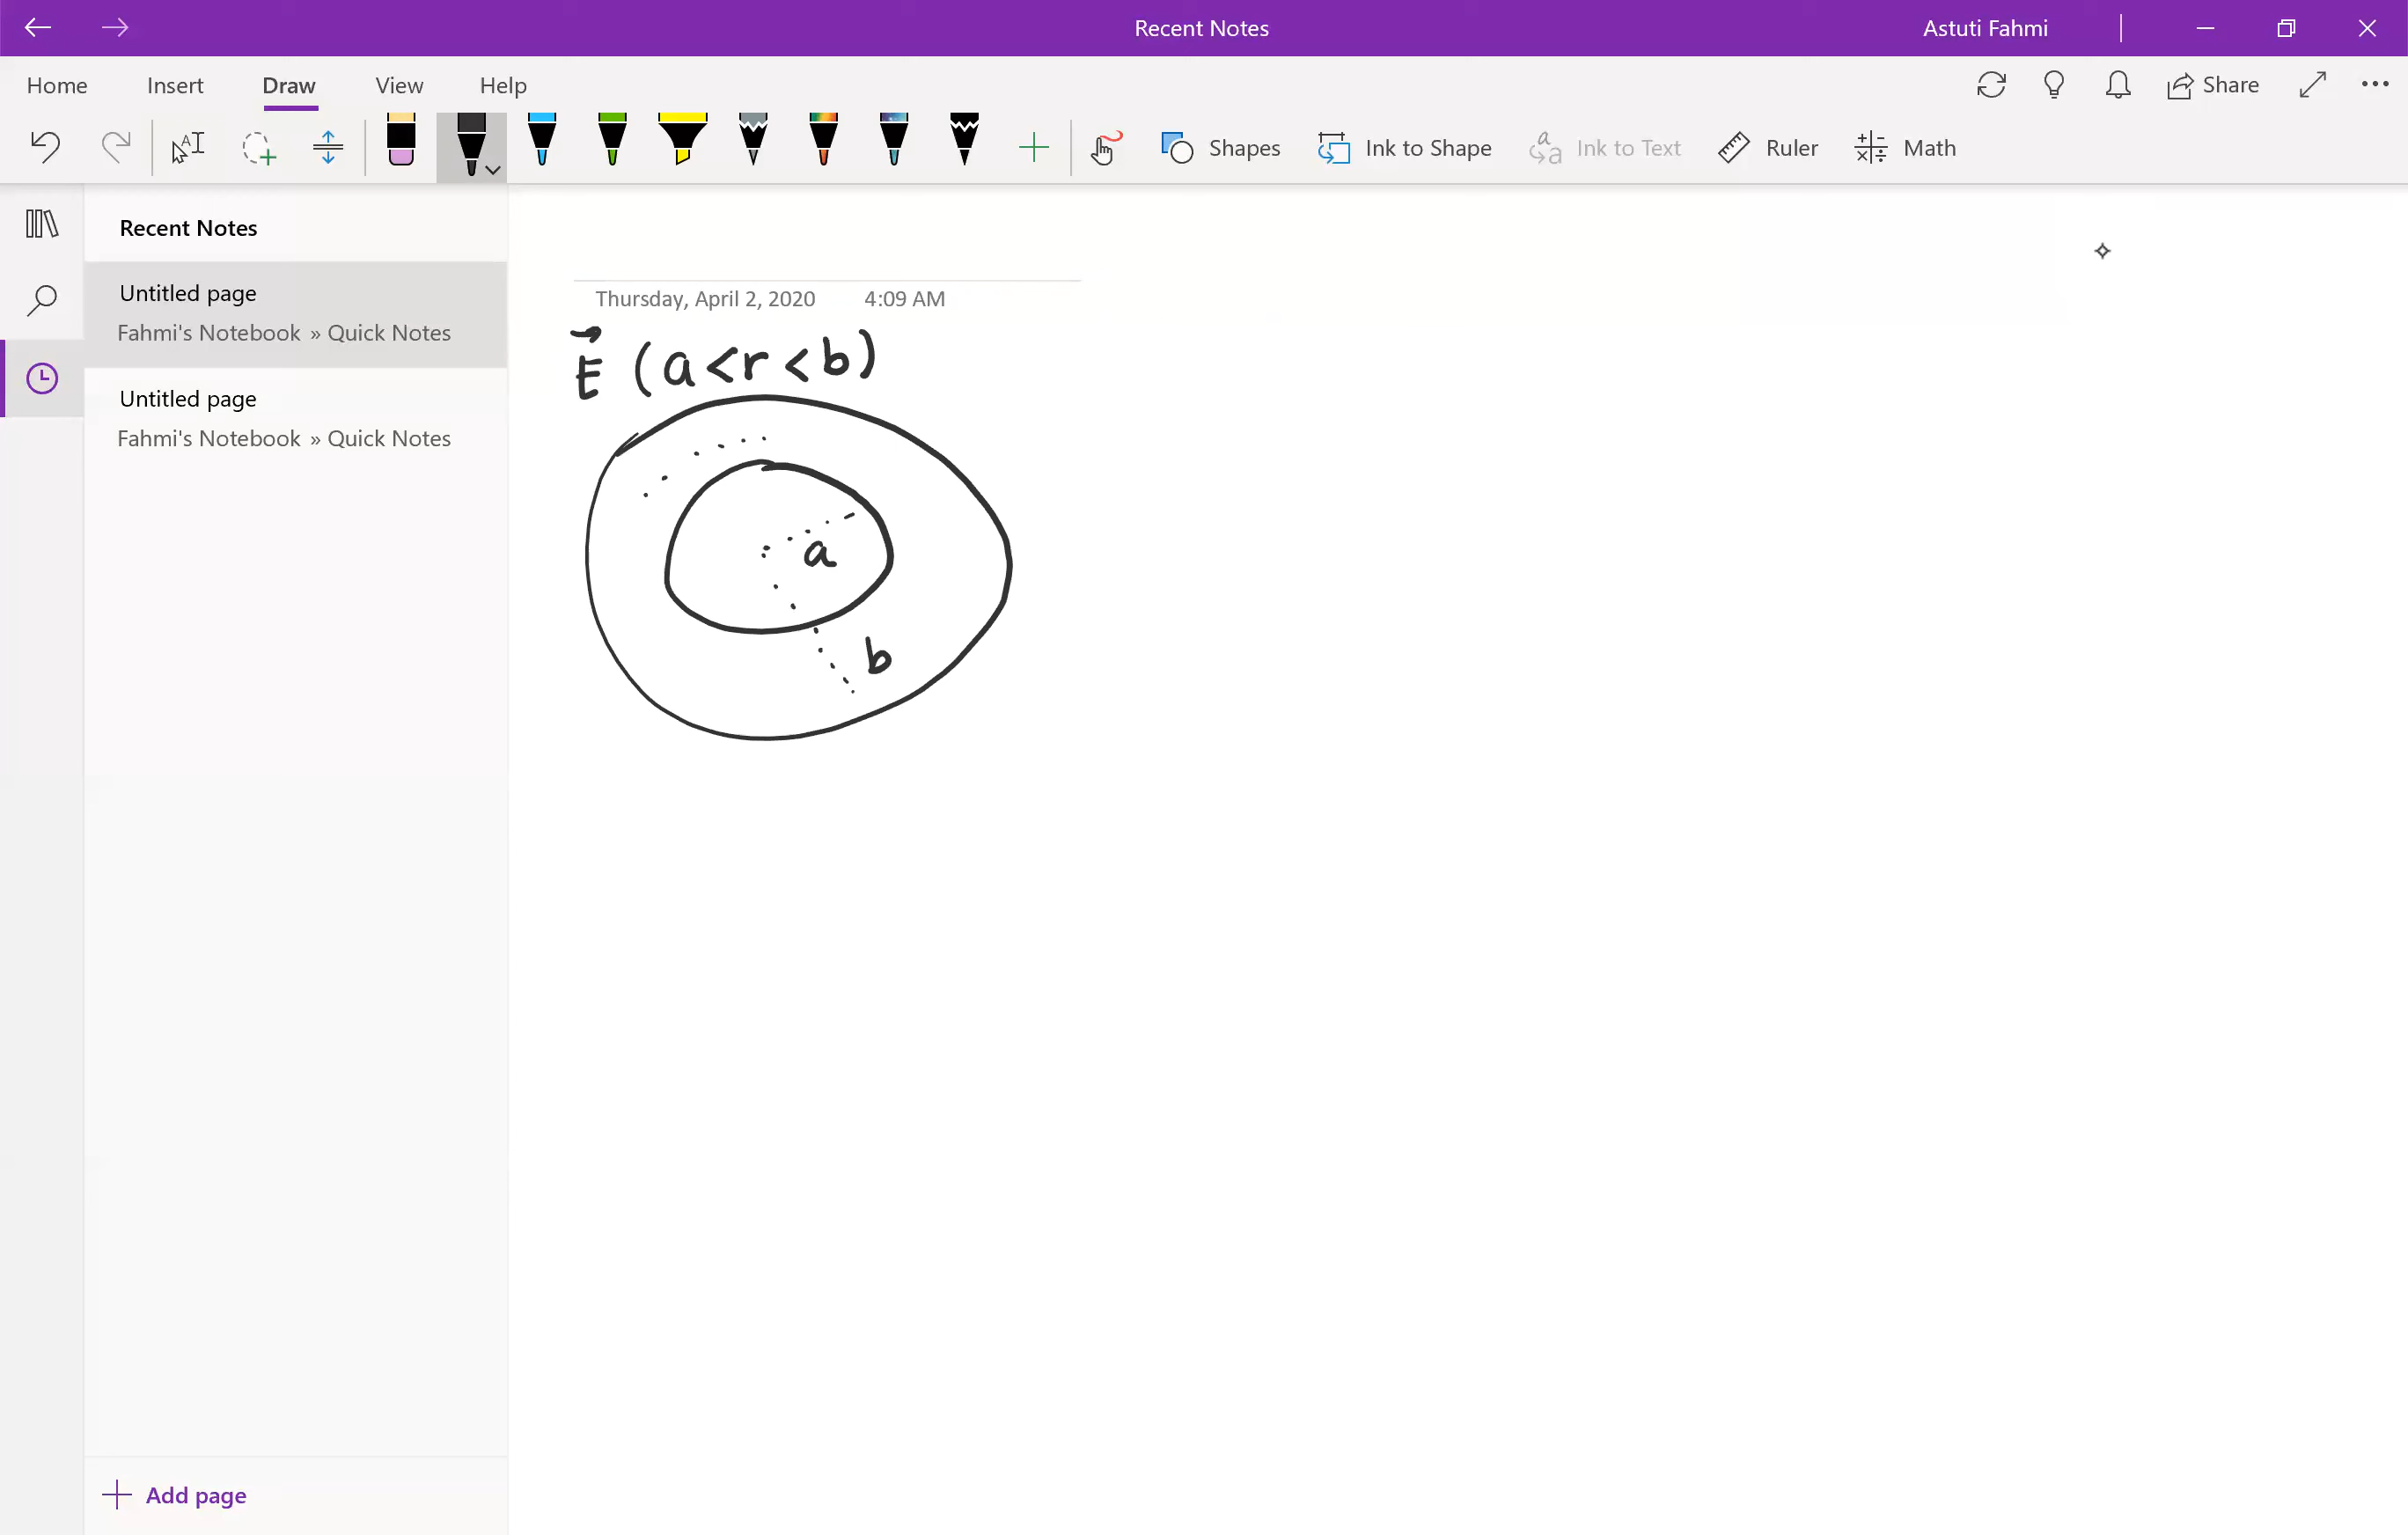 Recent Notes
Astuti Fahmi
Home Insert Draw View Help
Share
Shapes Ink to Shape Ink to Text Ruler Math
Recent Notes
Untitled page
Fahmi's Notebook » Quick Notes
Untitled page
Fahmi's Notebook » Quick Notes
Thursday, April 2, 2020 4:09 AM
E⃗ (a<r<b)
a
b
Add page